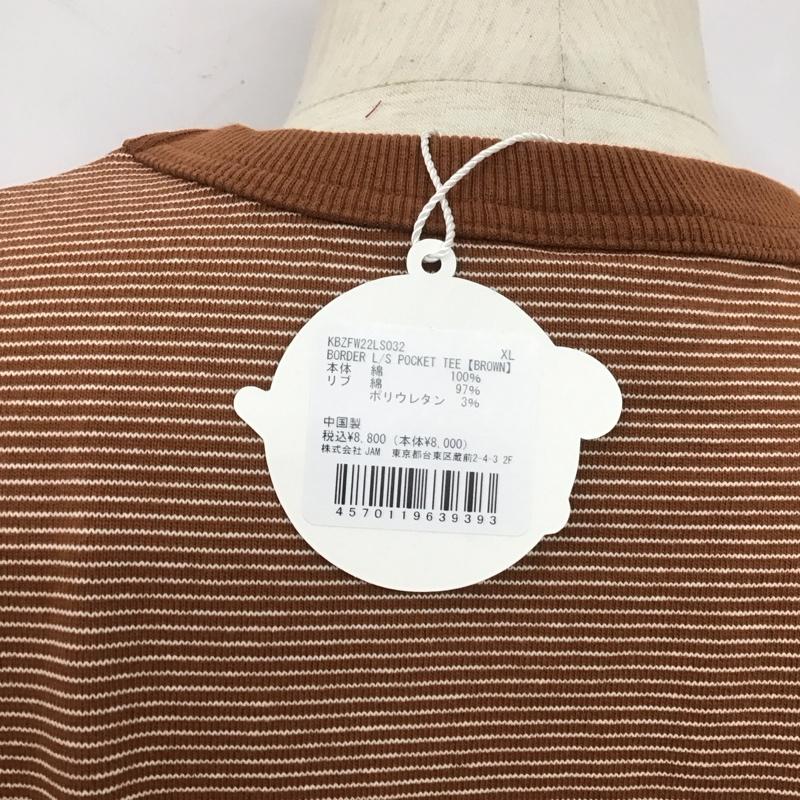 KBZFW22LS032 XL
BORDER L/S POCKET TEE【BROWN】
本体 綿 100%
リブ 綿 97%
ポリウレタン 3%
中国製
税込¥8,800（本体¥8,000）
株式会社 JAM 東京都台東区蔵前2-4-3 2F
4570119639393